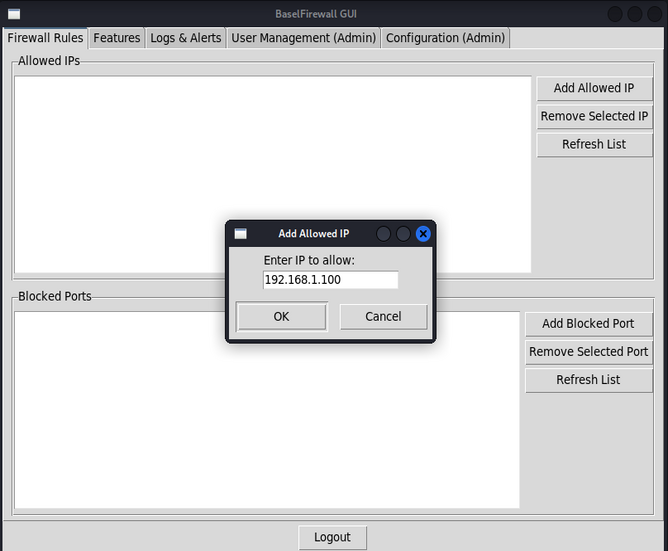 BaselFirewall GUI
Firewall Rules Features Logs & Alerts User Management (Admin) Configuration (Admin)
Allowed IPs
Add Allowed IP
Remove Selected IP
Refresh List
Add Allowed IP
Enter IP to allow:
192.168.1.100
OK Cancel
Blocked Ports
Add Blocked Port
Remove Selected Port
Refresh List
Logout